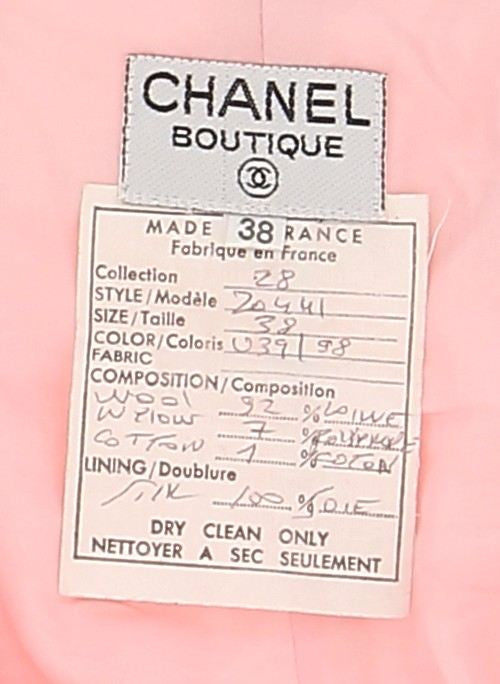 CHANEL
BOUTIQUE
MADE 38 RANCE
Fabrique en France
Collection 28
STYLE/Modèle 20441
SIZE/Taille 38
COLOR/Coloris U39/98
FABRIC
COMPOSITION/Composition
WOOL 92 % LAINE
NYLON 7 %
COTTON 1 % COTON
LINING/Doublure
SILK 100 % SOIE
DRY CLEAN ONLY
NETTOYER A SEC SEULEMENT